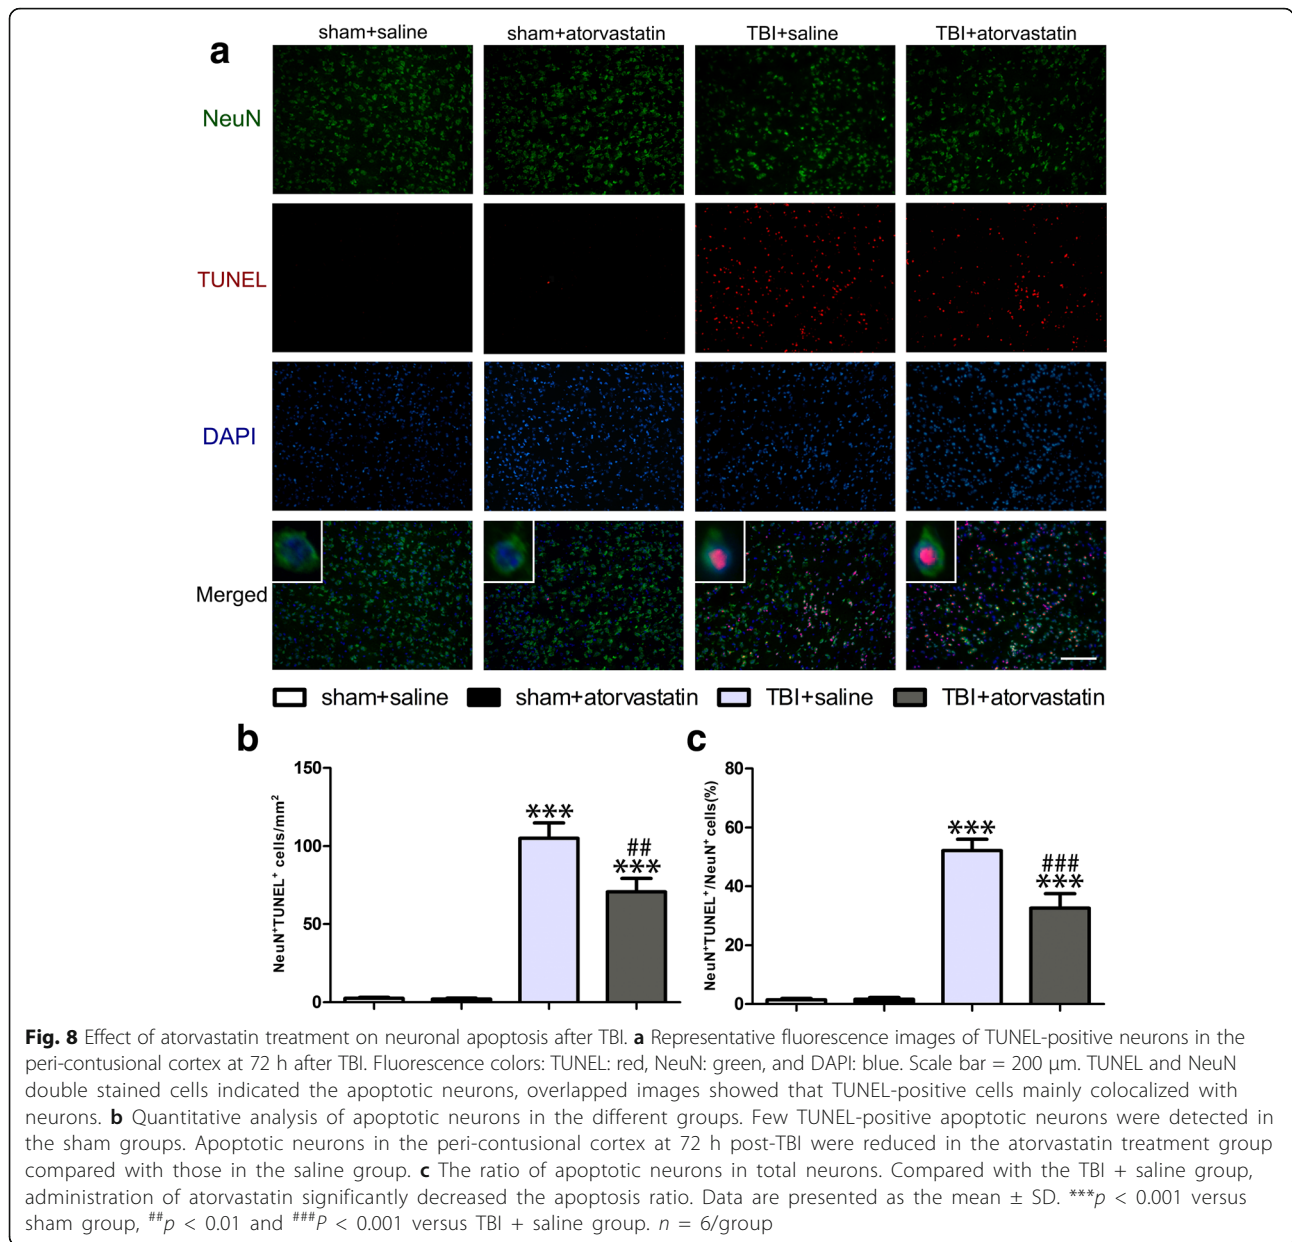 sham+saline sham+atorvastatin TBI+saline TBI+atorvastatin
a
NeuN
TUNEL
DAPI
Merged
sham+saline sham+atorvastatin TBI+saline TBI+atorvastatin
b
NeuN⁺TUNEL⁺ cells/mm²
150
100
50
0
***
##
***
c
NeuN⁺TUNEL⁺/NeuN⁺ cells(%)
80
60
40
20
0
***
###
***
Fig. 8 Effect of atorvastatin treatment on neuronal apoptosis after TBI. a Representative fluorescence images of TUNEL-positive neurons in the
peri-contusional cortex at 72 h after TBI. Fluorescence colors: TUNEL: red, NeuN: green, and DAPI: blue. Scale bar = 200 μm. TUNEL and NeuN
double stained cells indicated the apoptotic neurons, overlapped images showed that TUNEL-positive cells mainly colocalized with
neurons. b Quantitative analysis of apoptotic neurons in the different groups. Few TUNEL-positive apoptotic neurons were detected in
the sham groups. Apoptotic neurons in the peri-contusional cortex at 72 h post-TBI were reduced in the atorvastatin treatment group
compared with those in the saline group. c The ratio of apoptotic neurons in total neurons. Compared with the TBI + saline group,
administration of atorvastatin significantly decreased the apoptosis ratio. Data are presented as the mean ± SD. ***p < 0.001 versus
sham group, ##p < 0.01 and ###P < 0.001 versus TBI + saline group. n = 6/group